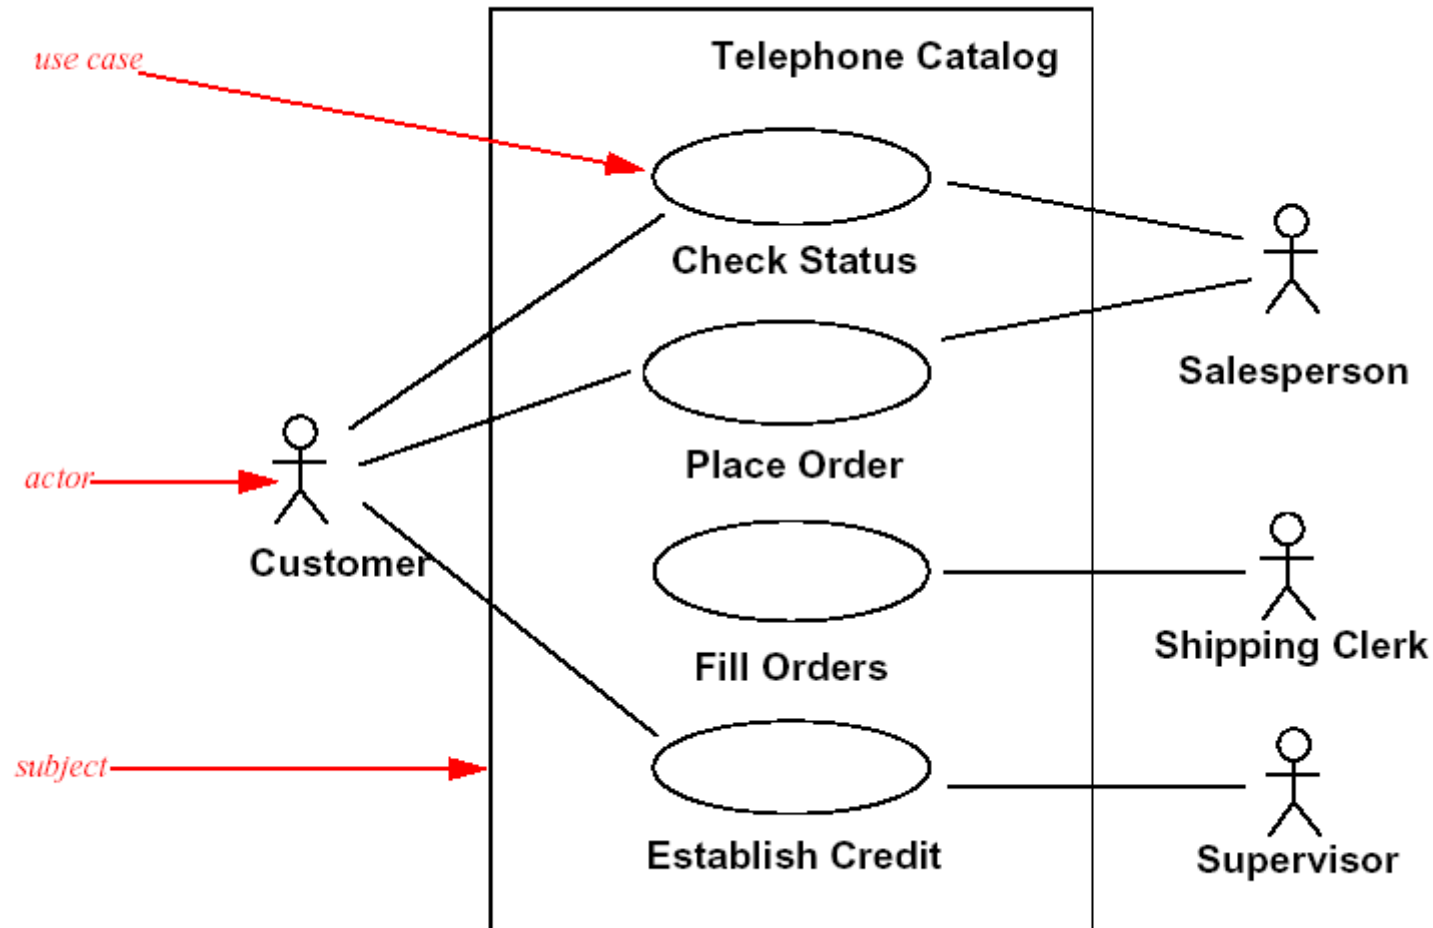 use case
Telephone Catalog
Check Status
Salesperson
Place Order
actor
Customer
Shipping Clerk
Fill Orders
subject
Establish Credit
Supervisor